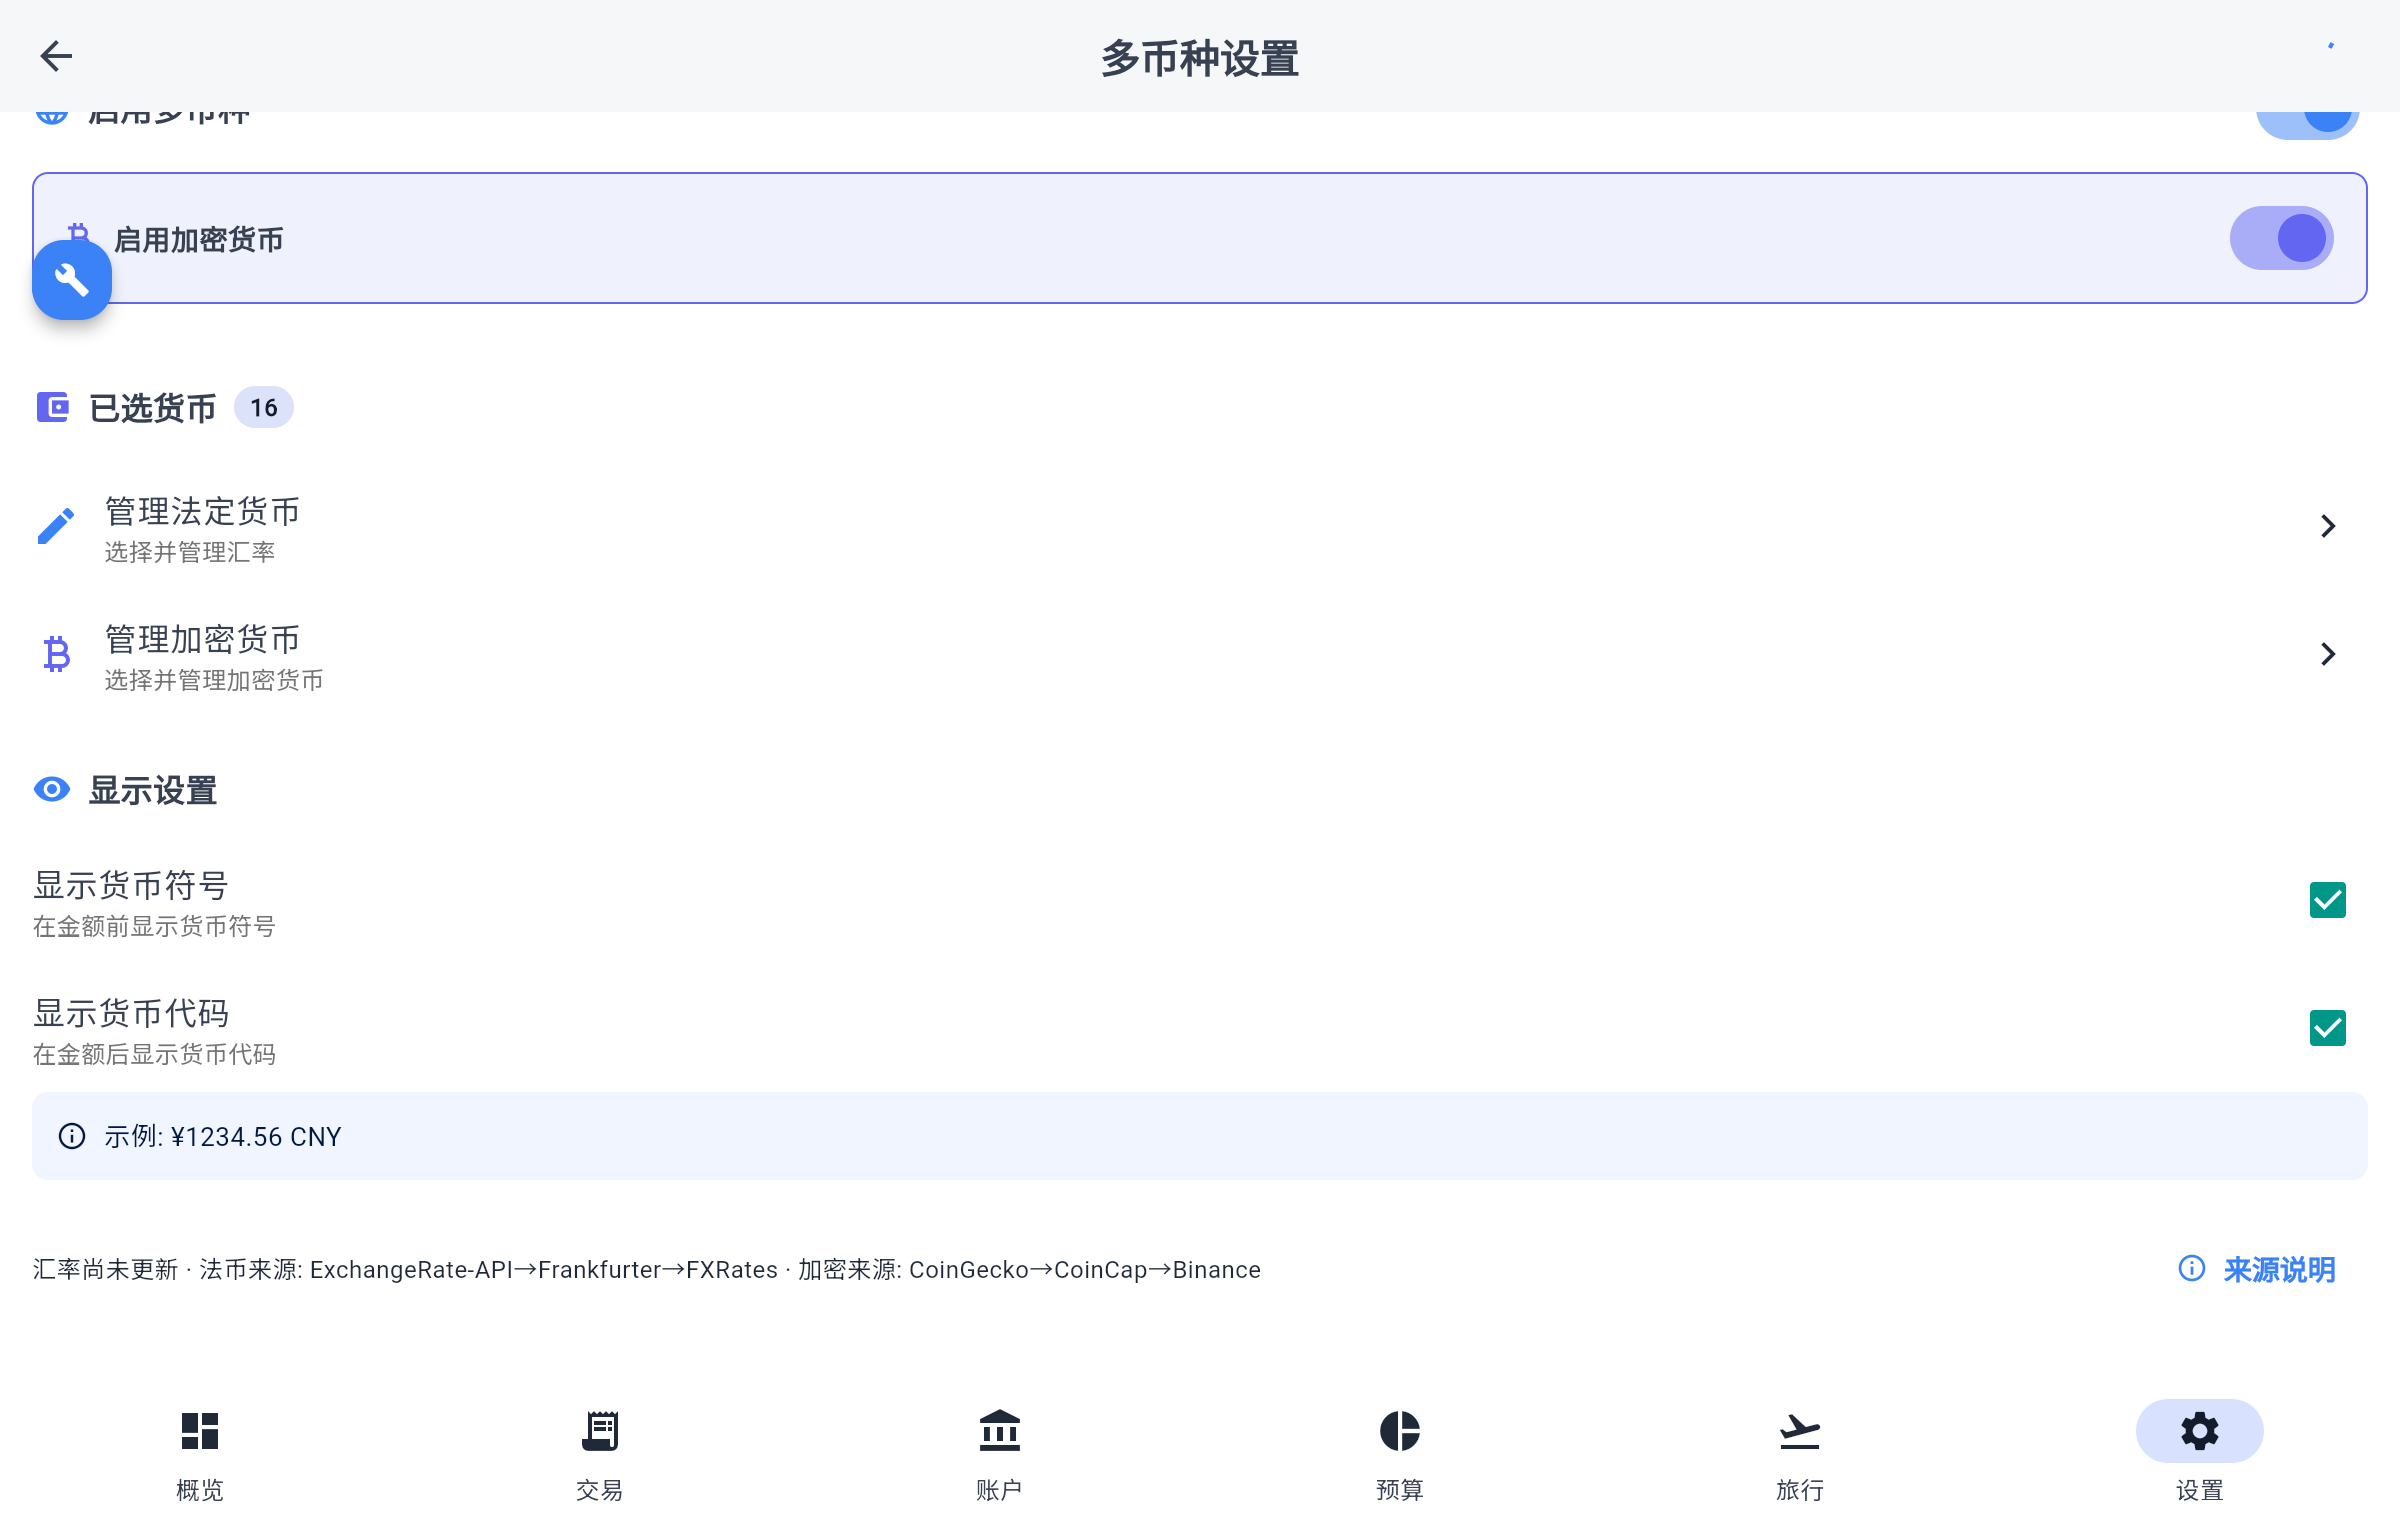 多币种设置
启用多币种
启用加密货币
已选货币 16
管理法定货币
选择并管理汇率
管理加密货币
选择并管理加密货币
显示设置
显示货币符号
在金额前显示货币符号
显示货币代码
在金额后显示货币代码
示例: ¥1234.56 CNY
汇率尚未更新 · 法币来源: ExchangeRate-API→Frankfurter→FXRates · 加密来源: CoinGecko→CoinCap→Binance
来源说明
概览
交易
账户
预算
旅行
设置